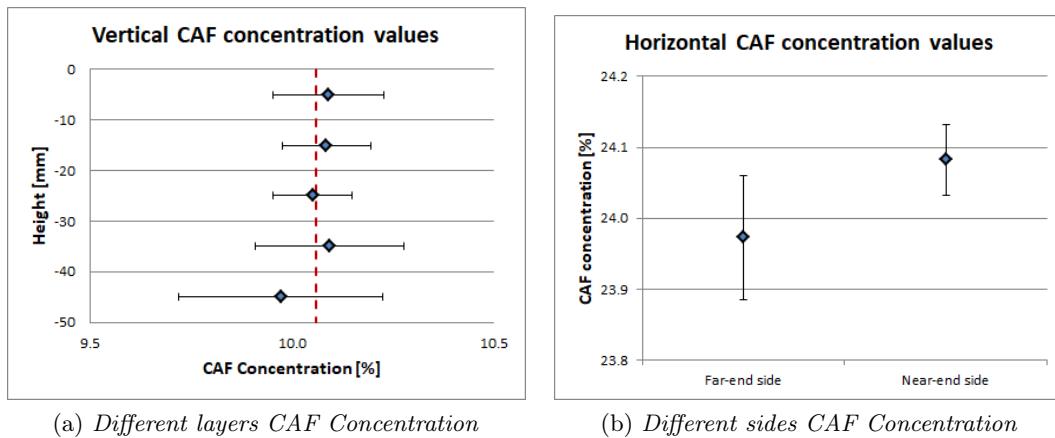 Vertical CAF concentration values
0
-10
-20
-30
-40
-50
Height [mm]
9.5 10.0 10.5
CAF Concentration [%]
(a) Different layers CAF Concentration
Horizontal CAF concentration values
24.2
24.1
24.0
23.9
23.8
CAF concentration [%]
Far-end side Near-end side
(b) Different sides CAF Concentration